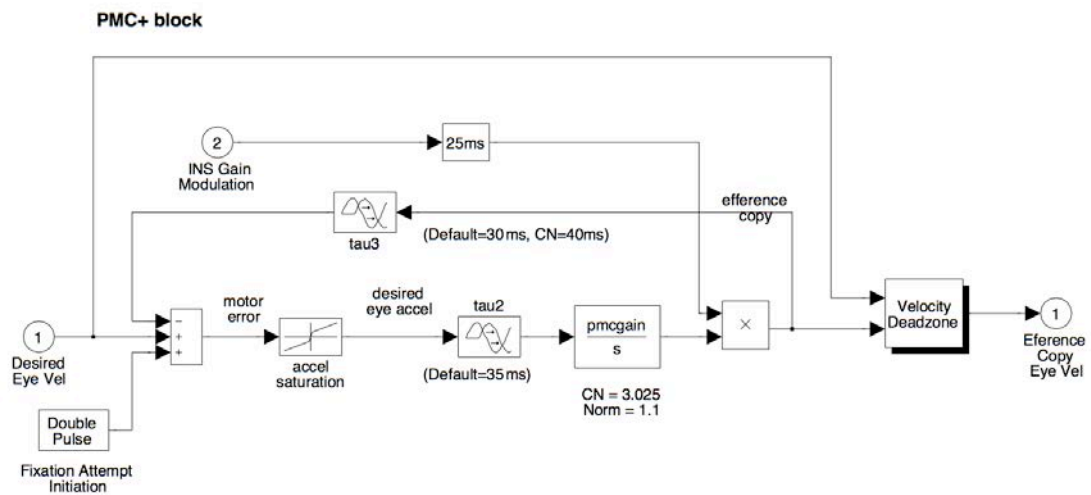 PMC+ block
2
INS Gain
Modulation
25ms
efference
copy
tau3
(Default=30ms, CN=40ms)
1
Desired
Eye Vel
−
+
+
motor
error
accel
saturation
desired
eye accel
tau2
(Default=35ms)
pmcgain
s
CN = 3.025
Norm = 1.1
×
Velocity
Deadzone
1
Eference
Copy
Eye Vel
Double
Pulse
Fixation Attempt
Initiation